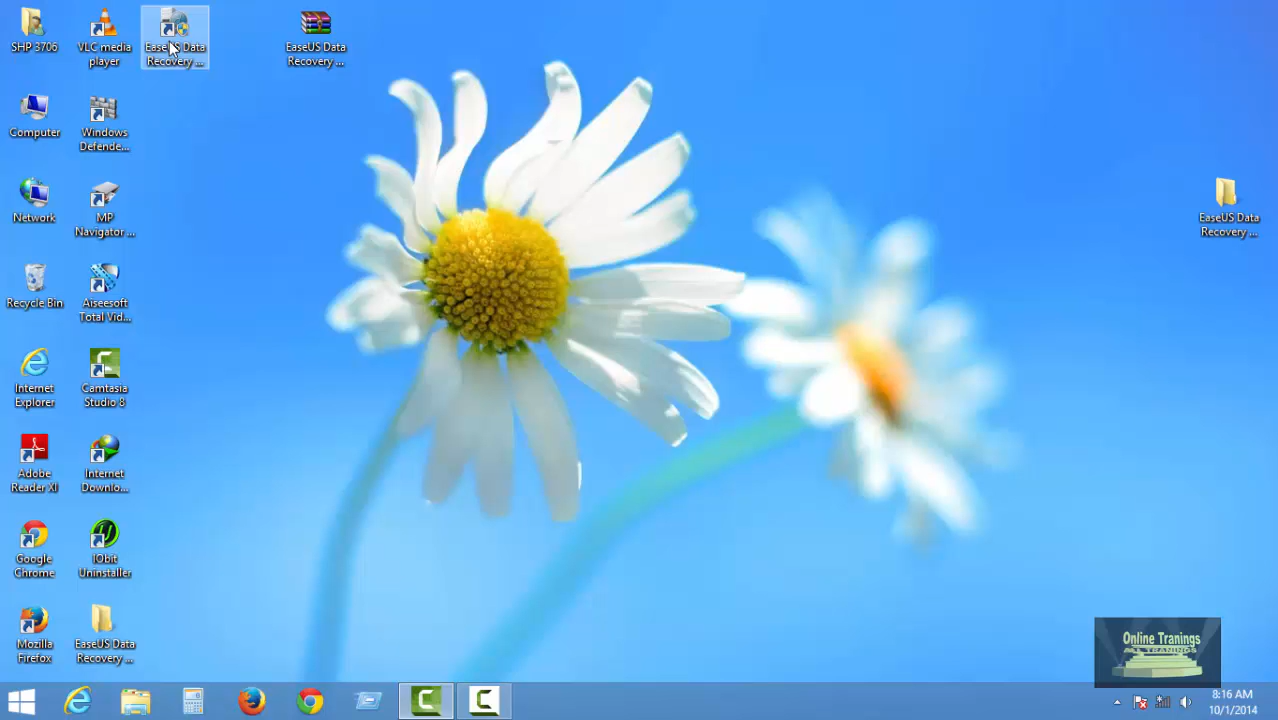 SHP 3706
VLC media
player
EaseUS Data
Recovery ...
EaseUS Data
Recovery ...
Computer
Windows
Defende...
Network
MP
Navigator ...
EaseUS Data
Recovery ...
Recycle Bin
Aiseesoft
Total Vid...
Internet
Explorer
Camtasia
Studio 8
Adobe
Reader XI
Internet
Downlo...
Google
Chrome
IObit
Uninstaller
Mozilla
Firefox
EaseUS Data
Recovery ...
Online Tranings
ALL TRANINGS
8:16 AM
10/1/2014